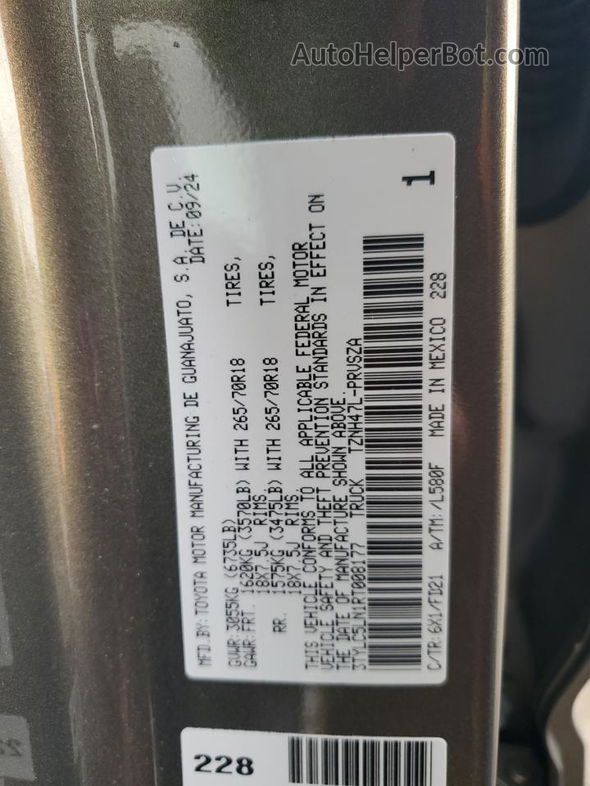 AutoHelperBot.com
MFD.BY: TOYOTA MOTOR MANUFACTURING DE GUANAJUATO, S.A. DE C.V.
DATE: 09/24
GVWR: 3055KG (6735LB)
GAWR: FRT. 1620KG (3570LB) WITH 265/70R18 TIRES,
18X7.5J RIMS
RR. 1575KG (3475LB) WITH 265/70R18 TIRES,
18X7.5J RIMS
THIS VEHICLE CONFORMS TO ALL APPLICABLE FEDERAL MOTOR
VEHICLE SAFETY AND THEFT PREVENTION STANDARDS IN EFFECT ON
THE DATE OF MANUFACTURE SHOWN ABOVE.
3TYLC5LN1RT008177 TRUCK TZNH47L-PRVSZA
C/TR: 6X1/FD21 A/TM: /L580F MADE IN MEXICO 228
1
228